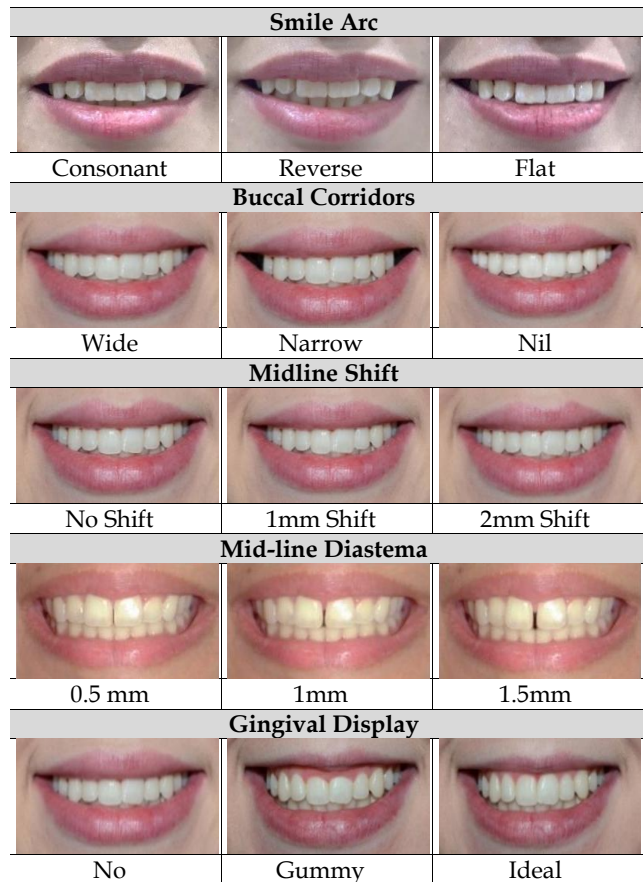 Smile Arc
Consonant Reverse Flat
Buccal Corridors
Wide Narrow Nil
Midline Shift
No Shift 1mm Shift 2mm Shift
Mid-line Diastema
0.5 mm 1mm 1.5mm
Gingival Display
No Gummy Ideal